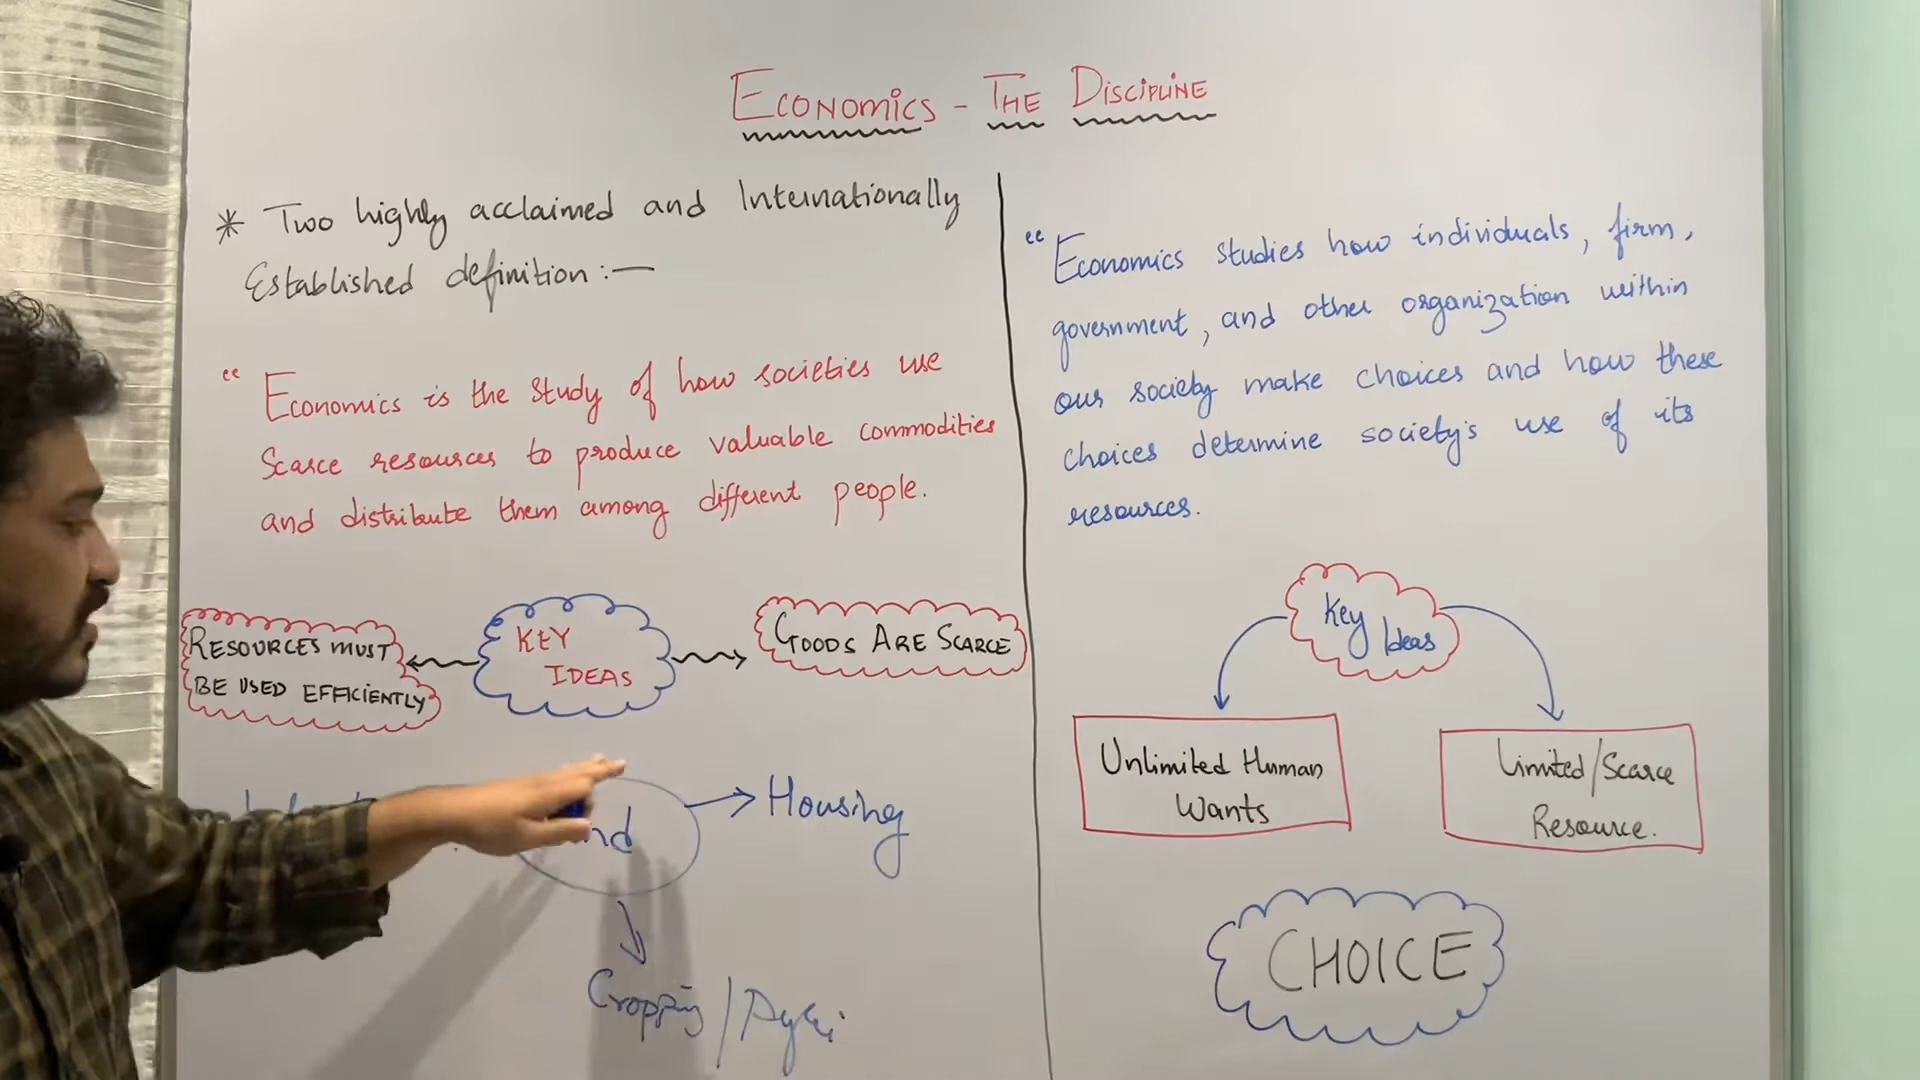 ECONOMICS - THE DISCIPLINE
* Two highly acclaimed and Internationally
Established definition :—
“ Economics is the study of how societies use
scarce resources to produce valuable commodities
and distribute them among different people.
RESOURCES MUST
BE USED EFFICIENTLY
KEY
IDEAS
GOODS ARE SCARCE
Housing
Cropping /
“ Economics studies how individuals, firm,
government, and other organization within
our society make choices and how these
choices determine society's use of its
resources.
Key
Ideas
Unlimited Human
Wants
Limited/Scarce
Resource.
CHOICE